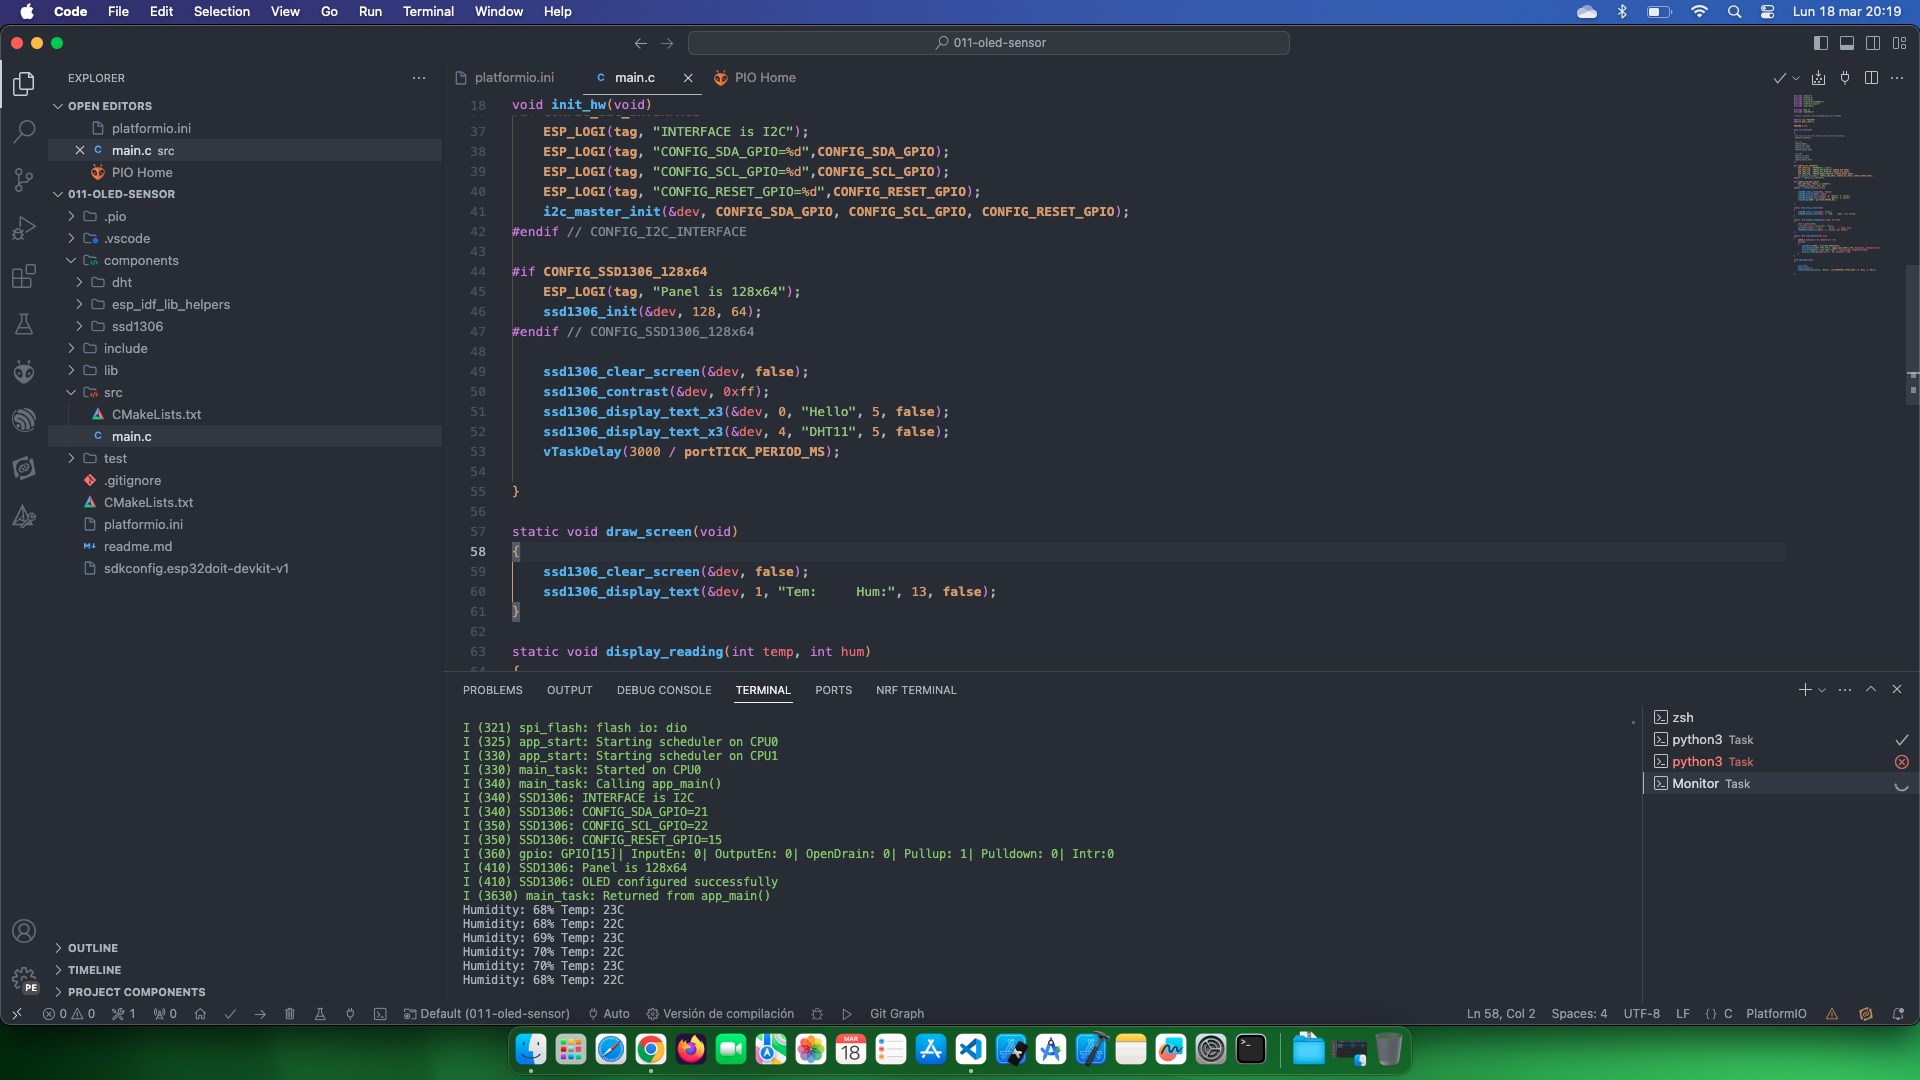 Code File Edit Selection View Go Run Terminal Window Help Lun 18 mar 20:19
011-oled-sensor
EXPLORER
OPEN EDITORS
platformio.ini
main.c src
PIO Home
011-OLED-SENSOR
.pio
.vscode
components
dht
esp_idf_lib_helpers
ssd1306
include
lib
src
CMakeLists.txt
C main.c
test
.gitignore
CMakeLists.txt
platformio.ini
readme.md
sdkconfig.esp32doit-devkit-v1
OUTLINE
TIMELINE
PROJECT COMPONENTS
PE
platformio.ini C main.c PIO Home
18 void init_hw(void)
37 ESP_LOGI(tag, "INTERFACE is I2C");
38 ESP_LOGI(tag, "CONFIG_SDA_GPIO=%d",CONFIG_SDA_GPIO);
39 ESP_LOGI(tag, "CONFIG_SCL_GPIO=%d",CONFIG_SCL_GPIO);
40 ESP_LOGI(tag, "CONFIG_RESET_GPIO=%d",CONFIG_RESET_GPIO);
41 i2c_master_init(&dev, CONFIG_SDA_GPIO, CONFIG_SCL_GPIO, CONFIG_RESET_GPIO);
42 #endif // CONFIG_I2C_INTERFACE
43
44 #if CONFIG_SSD1306_128x64
45 ESP_LOGI(tag, "Panel is 128x64");
46 ssd1306_init(&dev, 128, 64);
47 #endif // CONFIG_SSD1306_128x64
48
49 ssd1306_clear_screen(&dev, false);
50 ssd1306_contrast(&dev, 0xff);
51 ssd1306_display_text_x3(&dev, 0, "Hello", 5, false);
52 ssd1306_display_text_x3(&dev, 4, "DHT11", 5, false);
53 vTaskDelay(3000 / portTICK_PERIOD_MS);
54
55 }
56
57 static void draw_screen(void)
58 {
59 ssd1306_clear_screen(&dev, false);
60 ssd1306_display_text(&dev, 1, "Tem:     Hum:", 13, false);
61 }
62
63 static void display_reading(int temp, int hum)
PROBLEMS OUTPUT DEBUG CONSOLE TERMINAL PORTS NRF TERMINAL
I (321) spi_flash: flash io: dio
I (325) app_start: Starting scheduler on CPU0
I (330) app_start: Starting scheduler on CPU1
I (330) main_task: Started on CPU0
I (340) main_task: Calling app_main()
I (340) SSD1306: INTERFACE is I2C
I (340) SSD1306: CONFIG_SDA_GPIO=21
I (350) SSD1306: CONFIG_SCL_GPIO=22
I (350) SSD1306: CONFIG_RESET_GPIO=15
I (360) gpio: GPIO[15]| InputEn: 0| OutputEn: 0| OpenDrain: 0| Pullup: 1| Pulldown: 0| Intr:0
I (410) SSD1306: Panel is 128x64
I (410) SSD1306: OLED configured successfully
I (3630) main_task: Returned from app_main()
Humidity: 68% Temp: 23C
Humidity: 68% Temp: 22C
Humidity: 69% Temp: 23C
Humidity: 70% Temp: 22C
Humidity: 70% Temp: 23C
Humidity: 68% Temp: 22C
zsh
python3 Task
python3 Task
Monitor Task
0 0 1 0 Default (011-oled-sensor) Auto Versión de compilación Git Graph Ln 58, Col 2 Spaces: 4 UTF-8 LF {} C PlatformIO
MAR
18